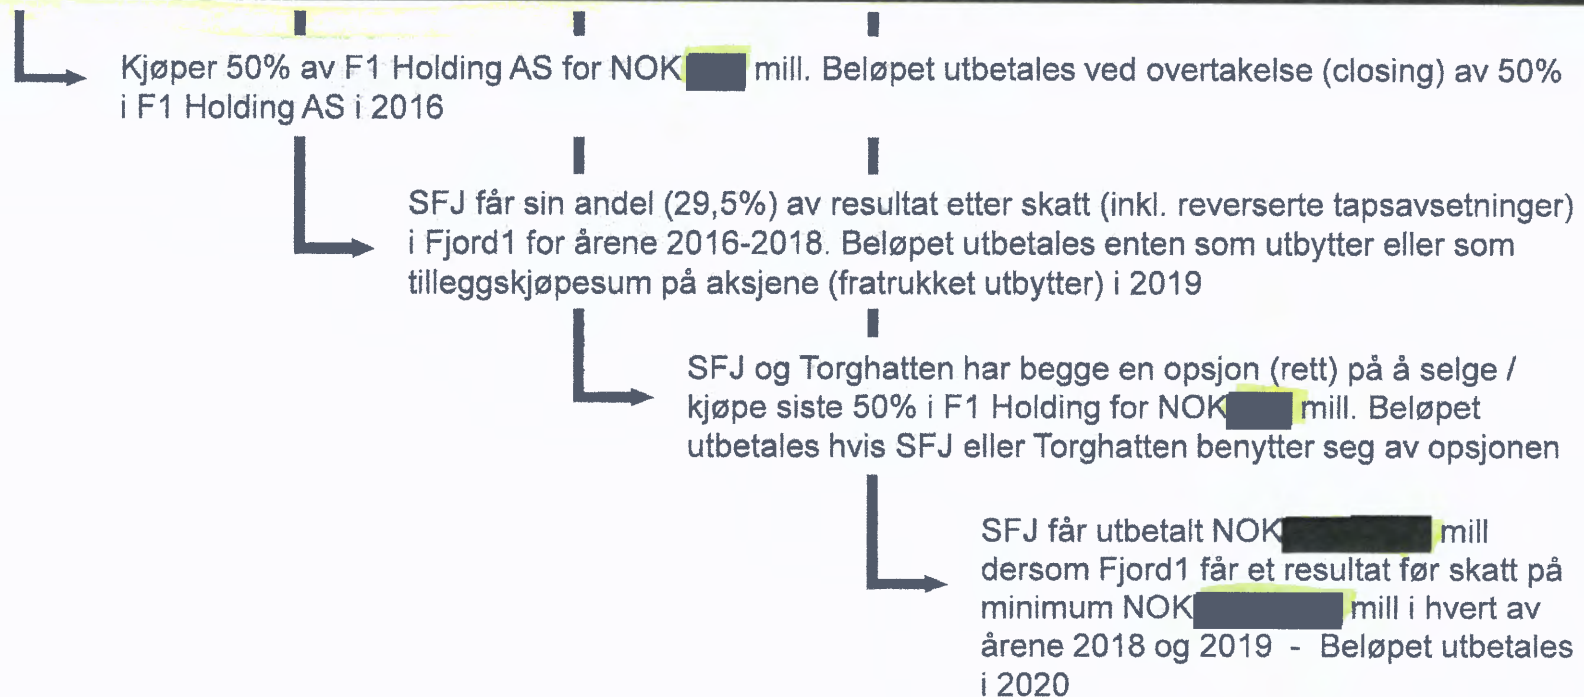 Kjøper 50% av F1 Holding AS for NOK mill. Beløpet utbetales ved overtakelse (closing) av 50%
i F1 Holding AS i 2016
SFJ får sin andel (29,5%) av resultat etter skatt (inkl. reverserte tapsavsetninger)
i Fjord1 for årene 2016-2018. Beløpet utbetales enten som utbytter eller som
tilleggskjøpesum på aksjene (fratrukket utbytter) i 2019
SFJ og Torghatten har begge en opsjon (rett) på å selge /
kjøpe siste 50% i F1 Holding for NOK mill. Beløpet
utbetales hvis SFJ eller Torghatten benytter seg av opsjonen
SFJ får utbetalt NOK mill
dersom Fjord1 får et resultat før skatt på
minimum NOK mill i hvert av
årene 2018 og 2019 - Beløpet utbetales
i 2020